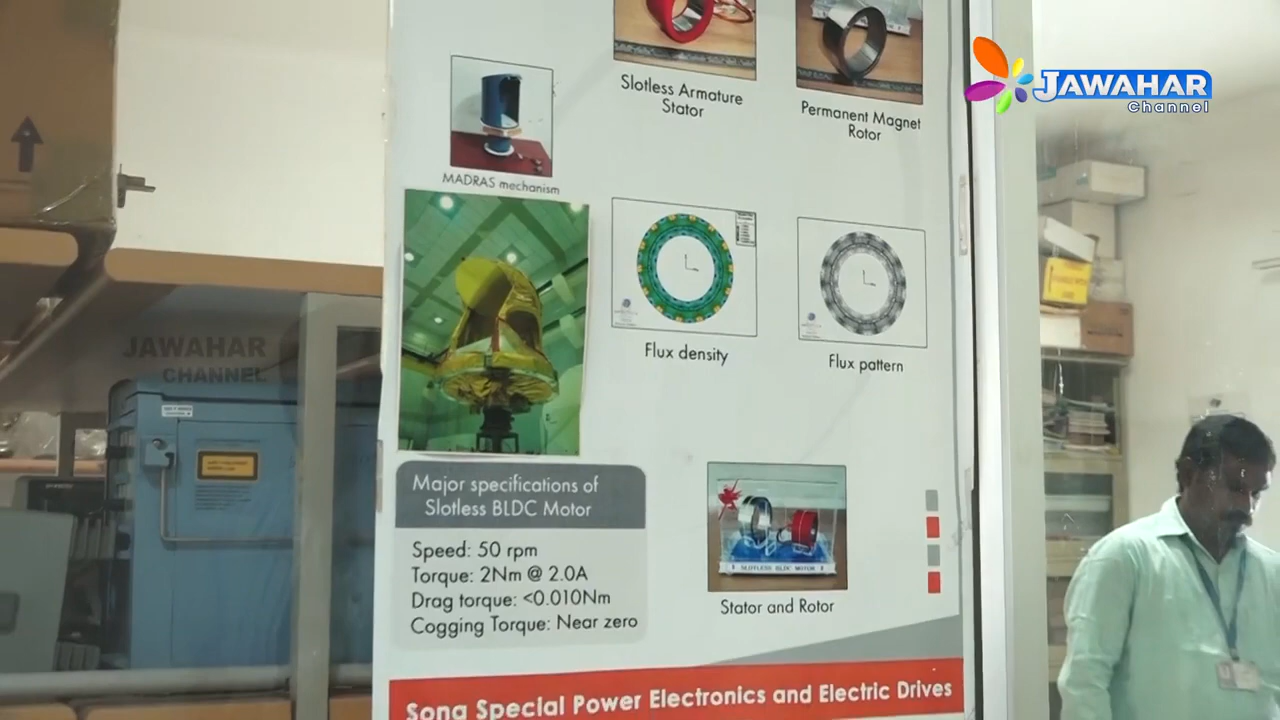 JAWAHAR
Channel
Slotless Armature
Stator
Permanent Magnet
Rotor
MADRAS mechanism
Flux density
Flux pattern
JAWAHAR
CHANNEL
Major specifications of
Slotless BLDC Motor
Speed: 50 rpm
Torque: 2Nm @ 2.0A
Drag torque: <0.010Nm
Cogging Torque: Near zero
SLOTLESS BLDC MOTOR
Stator and Rotor
Sona Special Power Electronics and Electric Drives